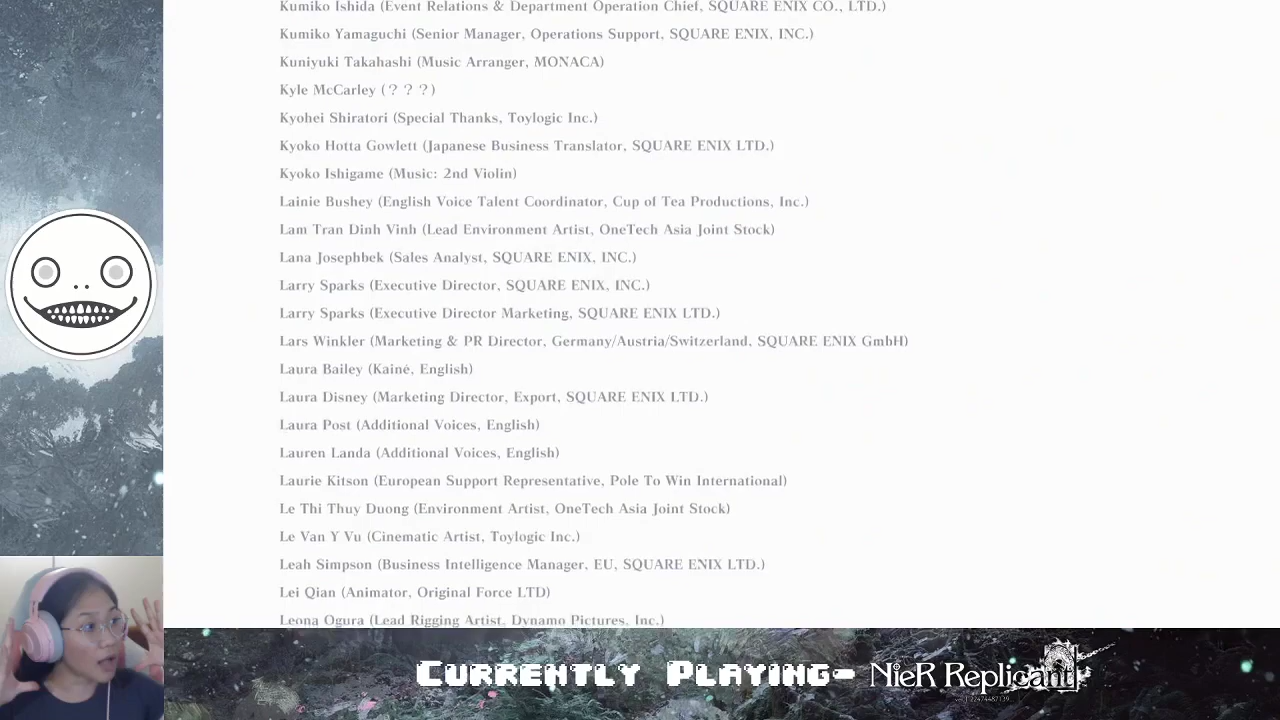 Kumiko Ishida (Event Relations & Department Operation Chief, SQUARE ENIX CO., LTD.)
Kumiko Yamaguchi (Senior Manager, Operations Support, SQUARE ENIX, INC.)
Kuniyuki Takahashi (Music Arranger, MONACA)
Kyle McCarley (？？？)
Kyohei Shiratori (Special Thanks, Toylogic Inc.)
Kyoko Hotta Gowlett (Japanese Business Translator, SQUARE ENIX LTD.)
Kyoko Ishigame (Music: 2nd Violin)
Lainie Bushey (English Voice Talent Coordinator, Cup of Tea Productions, Inc.)
Lam Tran Dinh Vinh (Lead Environment Artist, OneTech Asia Joint Stock)
Lana Josephbek (Sales Analyst, SQUARE ENIX, INC.)
Larry Sparks (Executive Director, SQUARE ENIX, INC.)
Larry Sparks (Executive Director Marketing, SQUARE ENIX LTD.)
Lars Winkler (Marketing & PR Director, Germany/Austria/Switzerland, SQUARE ENIX GmbH)
Laura Bailey (Kainé, English)
Laura Disney (Marketing Director, Export, SQUARE ENIX LTD.)
Laura Post (Additional Voices, English)
Lauren Landa (Additional Voices, English)
Laurie Kitson (European Support Representative, Pole To Win International)
Le Thi Thuy Duong (Environment Artist, OneTech Asia Joint Stock)
Le Van Y Vu (Cinematic Artist, Toylogic Inc.)
Leah Simpson (Business Intelligence Manager, EU, SQUARE ENIX LTD.)
Lei Qian (Animator, Original Force LTD)
Leona Ogura (Lead Rigging Artist, Dynamo Pictures, Inc.)
Currently Playing- NieR Replicant